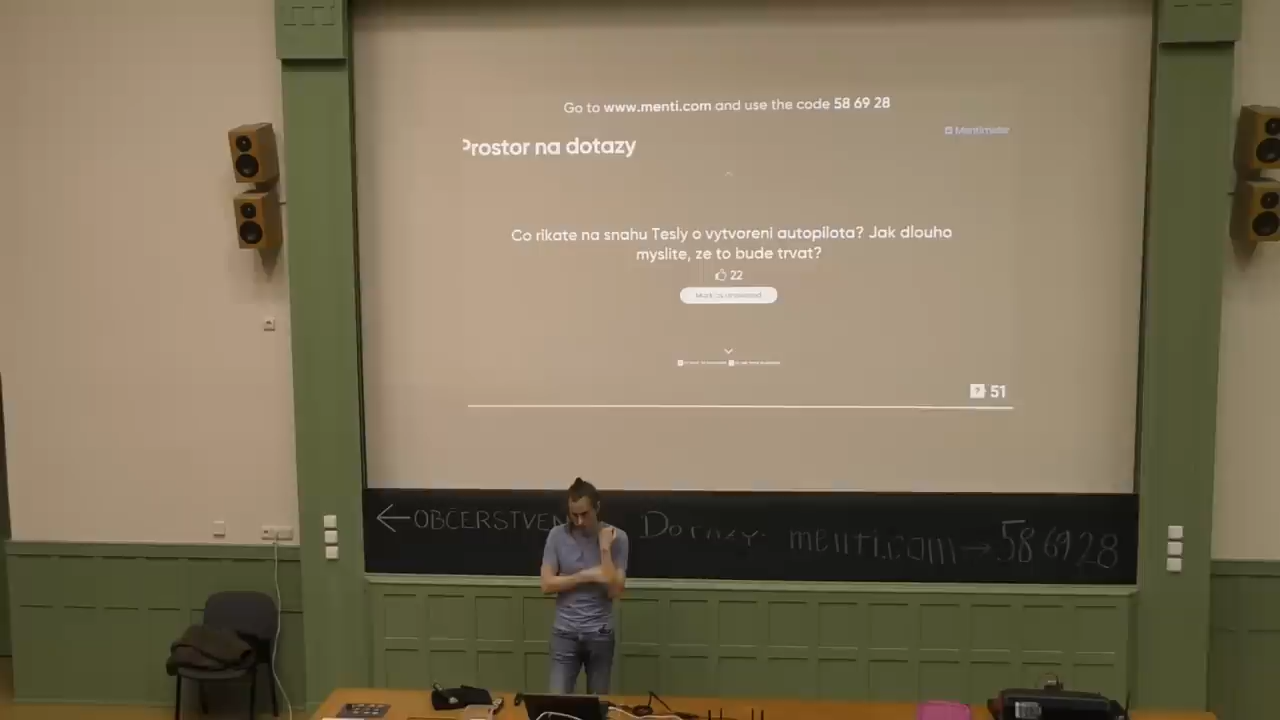 Go to www.menti.com and use the code 58 69 28
Mentimeter
Prostor na dotazy
Co rikate na snahu Tesly o vytvoreni autopilota? Jak dlouho
myslite, ze to bude trvat?
22
? 51
← OBČERSTVEN
Dotazy: menti.com → 58 69 28